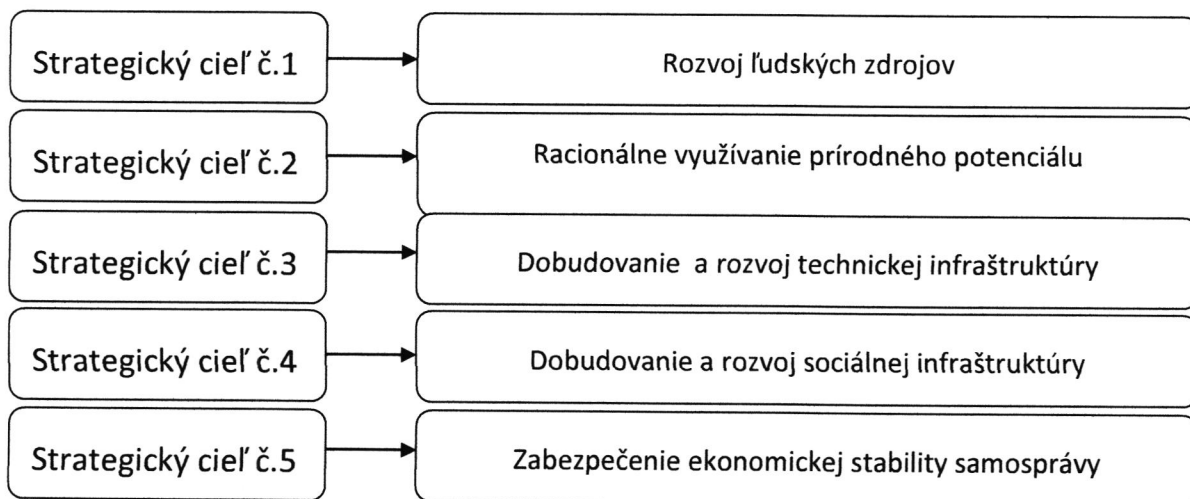 Strategický cieľ č.1
Rozvoj ľudských zdrojov
Strategický cieľ č.2
Racionálne využívanie prírodného potenciálu
Strategický cieľ č.3
Dobudovanie a rozvoj technickej infraštruktúry
Strategický cieľ č.4
Dobudovanie a rozvoj sociálnej infraštruktúry
Strategický cieľ č.5
Zabezpečenie ekonomickej stability samosprávy